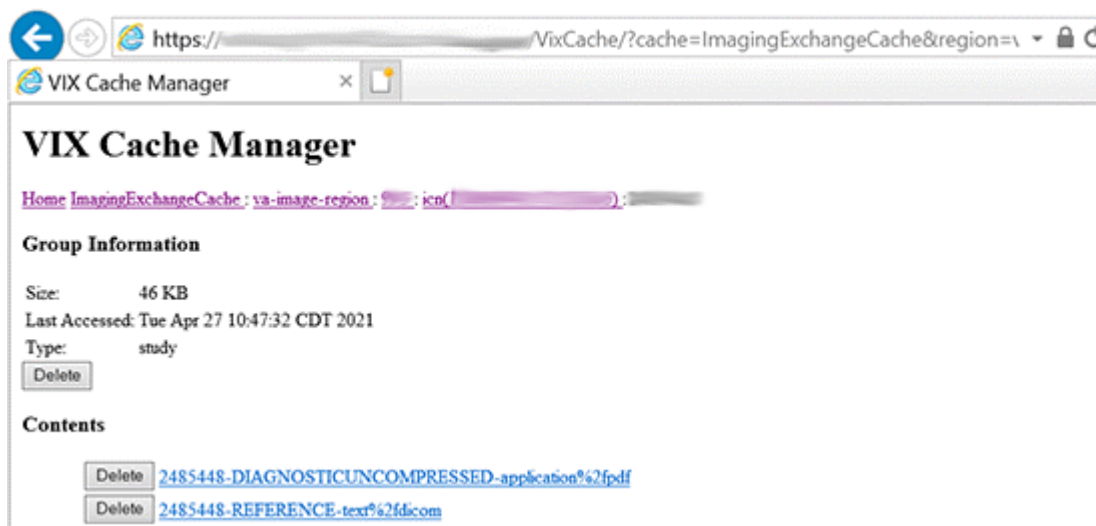 https:// /VixCache/?cache=ImagingExchangeCache&region=
VIX Cache Manager
VIX Cache Manager
Home ImagingExchangeCache : va-image-region : : icn( ) :
Group Information
Size: 46 KB
Last Accessed: Tue Apr 27 10:47:32 CDT 2021
Type: study
Delete
Contents
Delete 2485448-DIAGNOSTICUNCOMPRESSED-application%2fpdf
Delete 2485448-REFERENCE-text%2fdicom